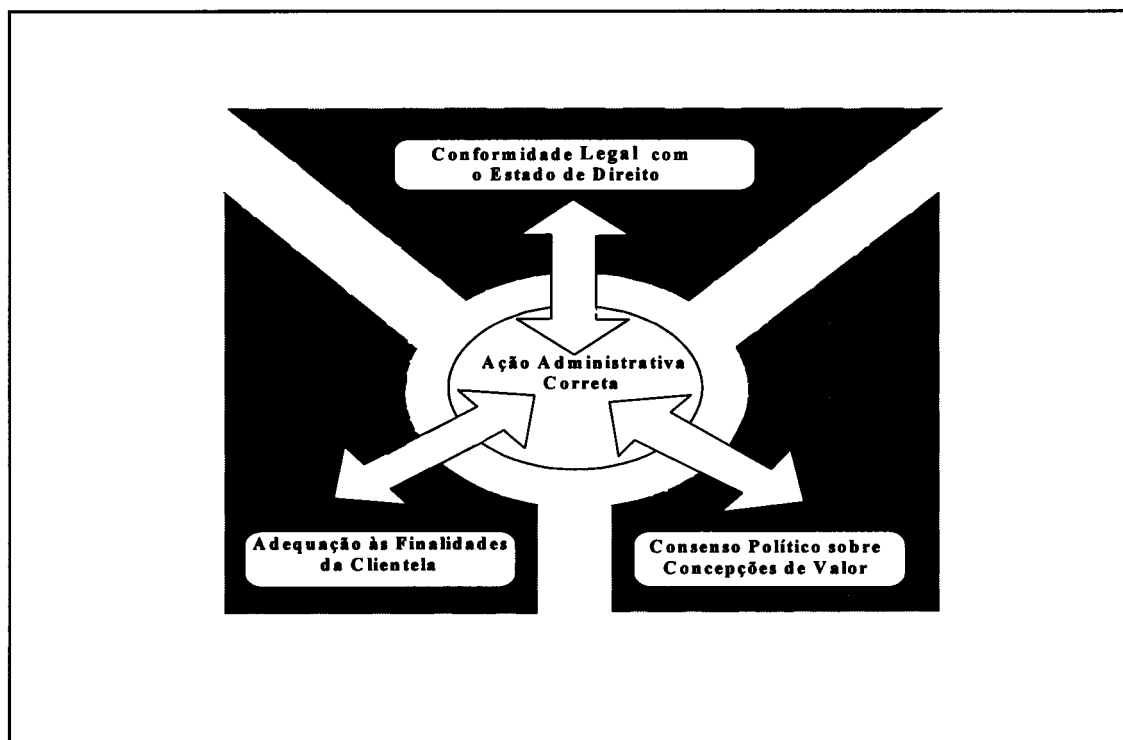 Conformidade Legal com
o Estado de Direito
Ação Administrativa
Correta
Adequação às Finalidades
da Clientela
Consenso Político sobre
Concepções de Valor